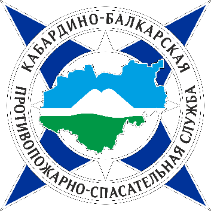 КАБАРДИНО-БАЛКАРСКАЯ
ПРОТИВОПОЖАРНО-СПАСАТЕЛЬНАЯ СЛУЖБА